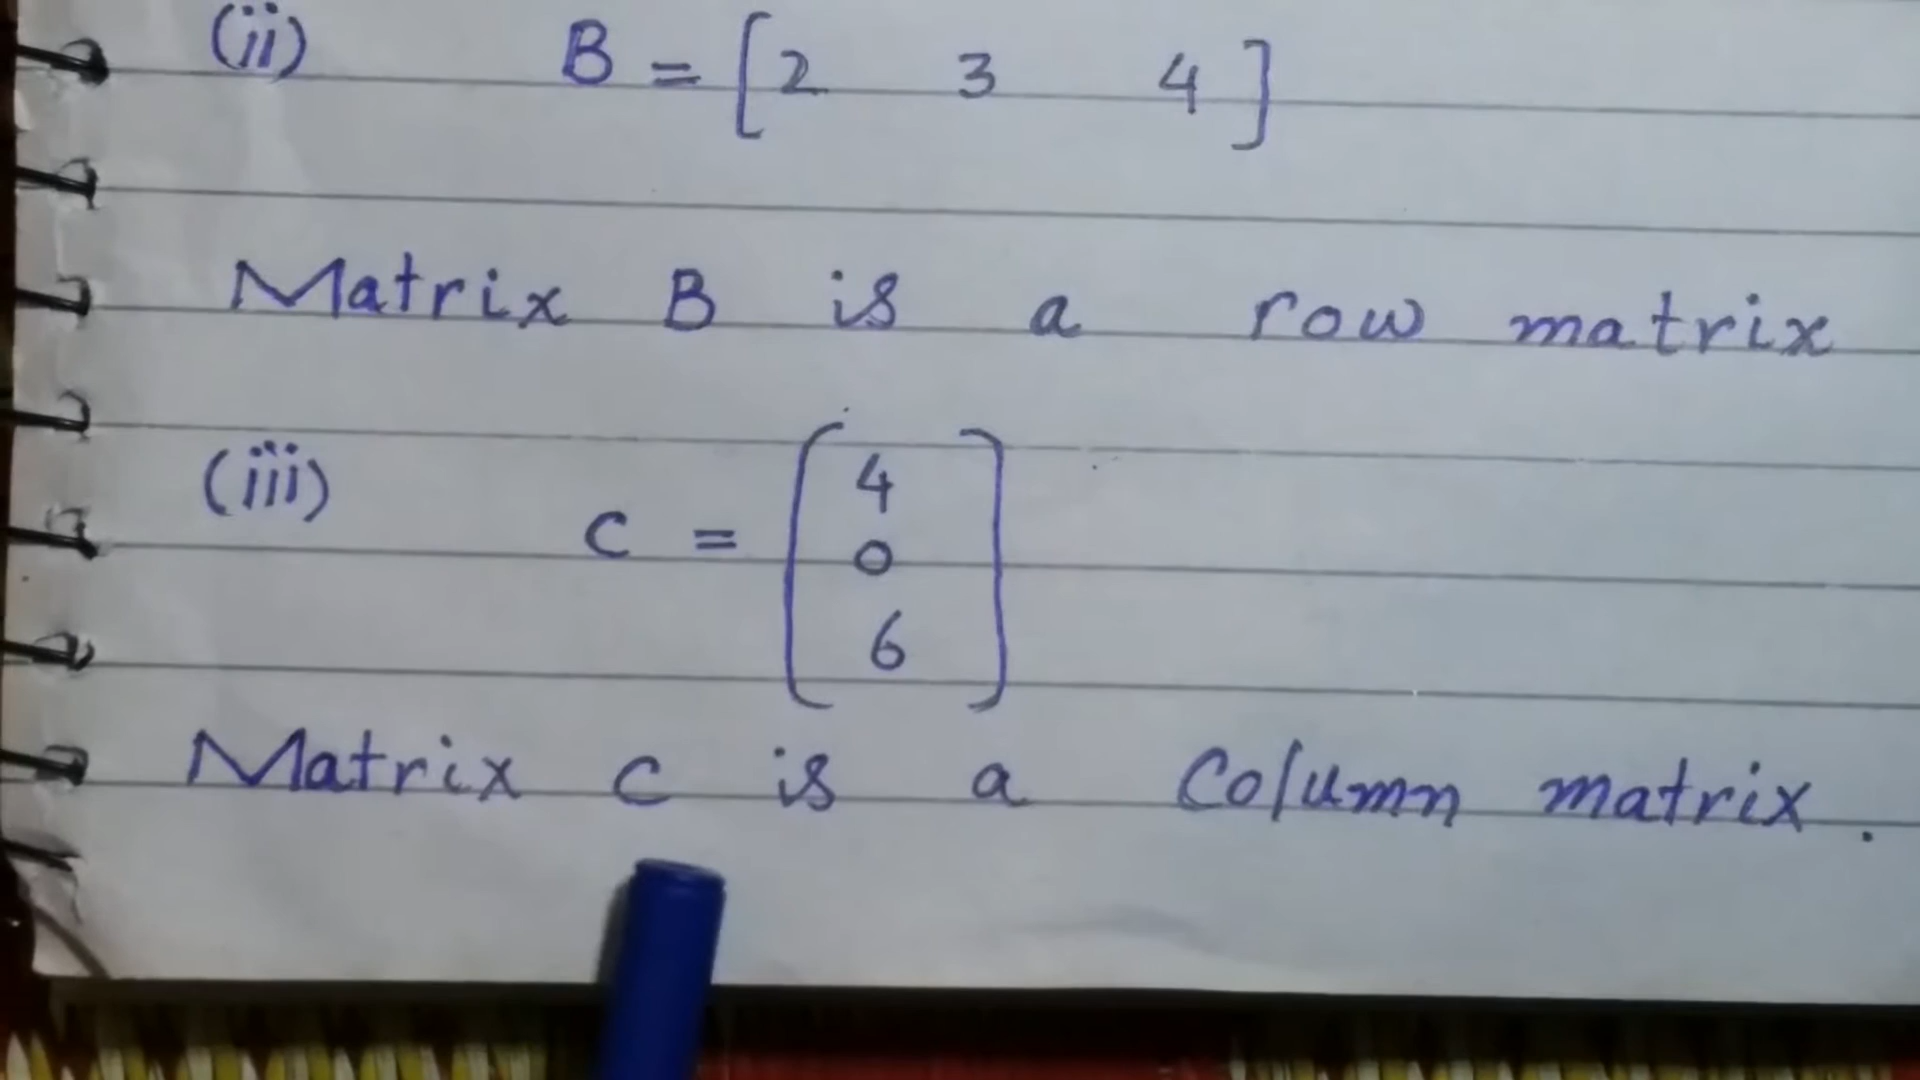 (ii) B = [2 3 4]
Matrix B is a row matrix
(iii) C = [4
0
6]
Matrix C is a Column matrix.